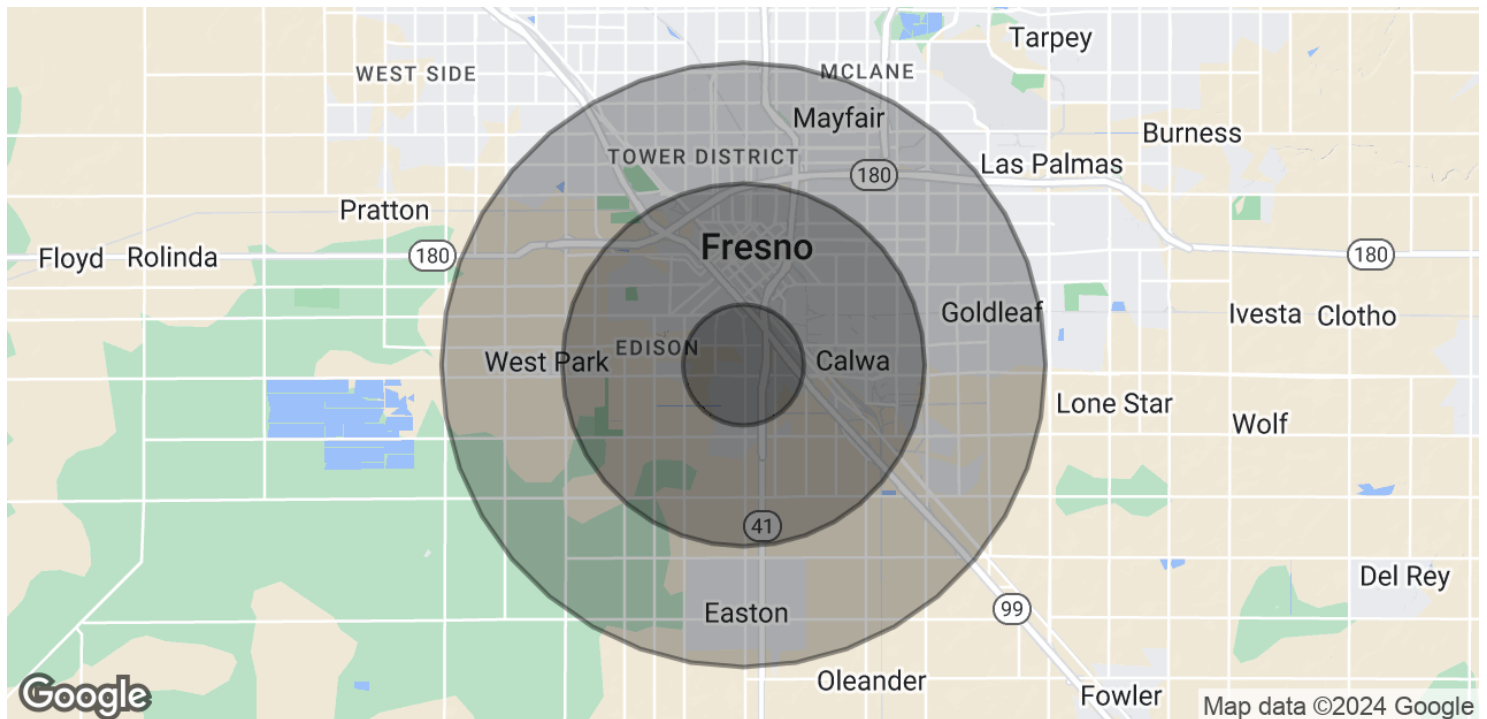 Tarpey
WEST SIDE
MCLANE
Mayfair
Burness
TOWER DISTRICT
Las Palmas
180
Pratton
Fresno
Floyd
Rolinda
180
180
Goldleaf
Ivesta
Clotho
EDISON
West Park
Calwa
Lone Star
Wolf
41
Del Rey
Easton
99
Oleander
Fowler
Google
Map data ©2024 Google